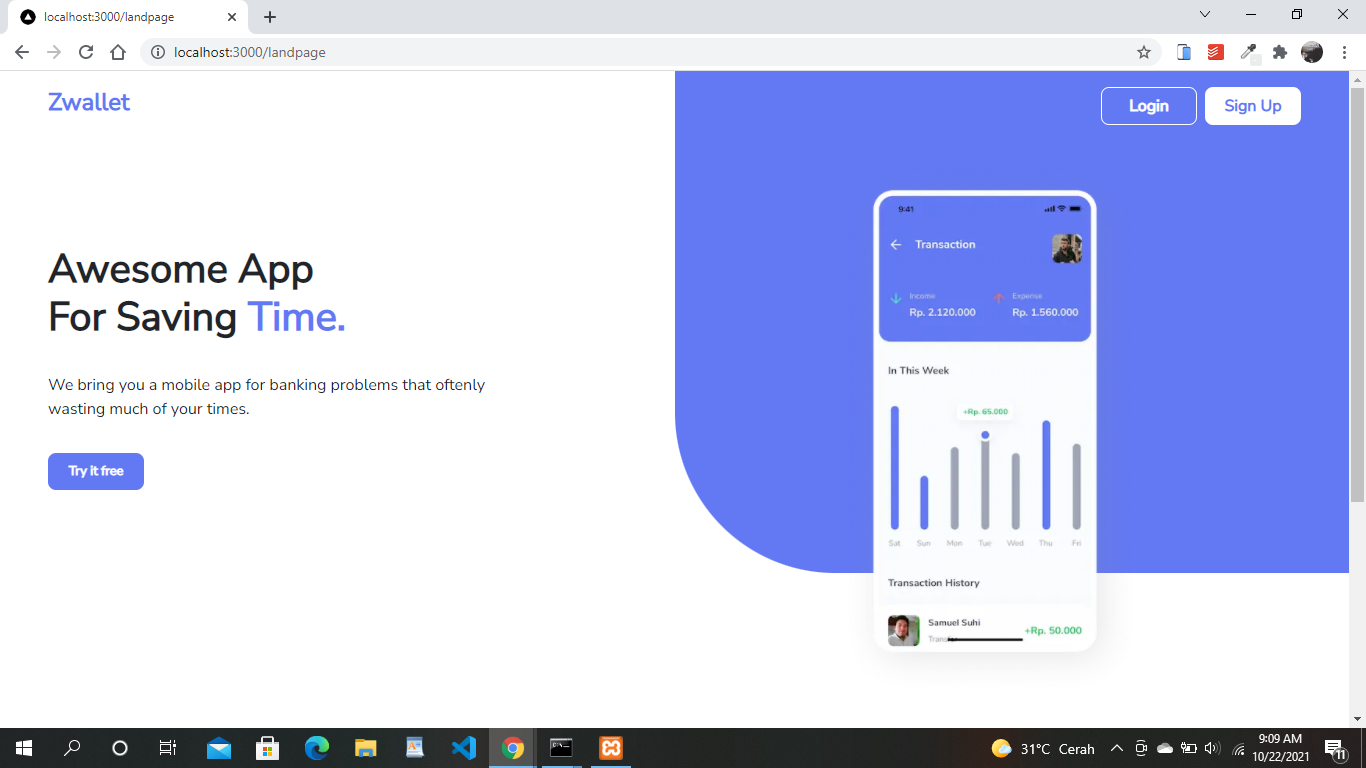 localhost:3000/landpage
localhost:3000/landpage
Zwallet
Login
Sign Up
Awesome App
For Saving Time.
We bring you a mobile app for banking problems that oftenly
wasting much of your times.
Try it free
9:41
Transaction
Income
Expense
Rp. 2.120.000
Rp. 1.560.000
In This Week
+Rp. 65.000
Sat Sun Mon Tue Wed Thu Fri
Transaction History
Samuel Suhi
+Rp. 50.000
Transfer
31°C Cerah
9:09 AM
10/22/2021
11